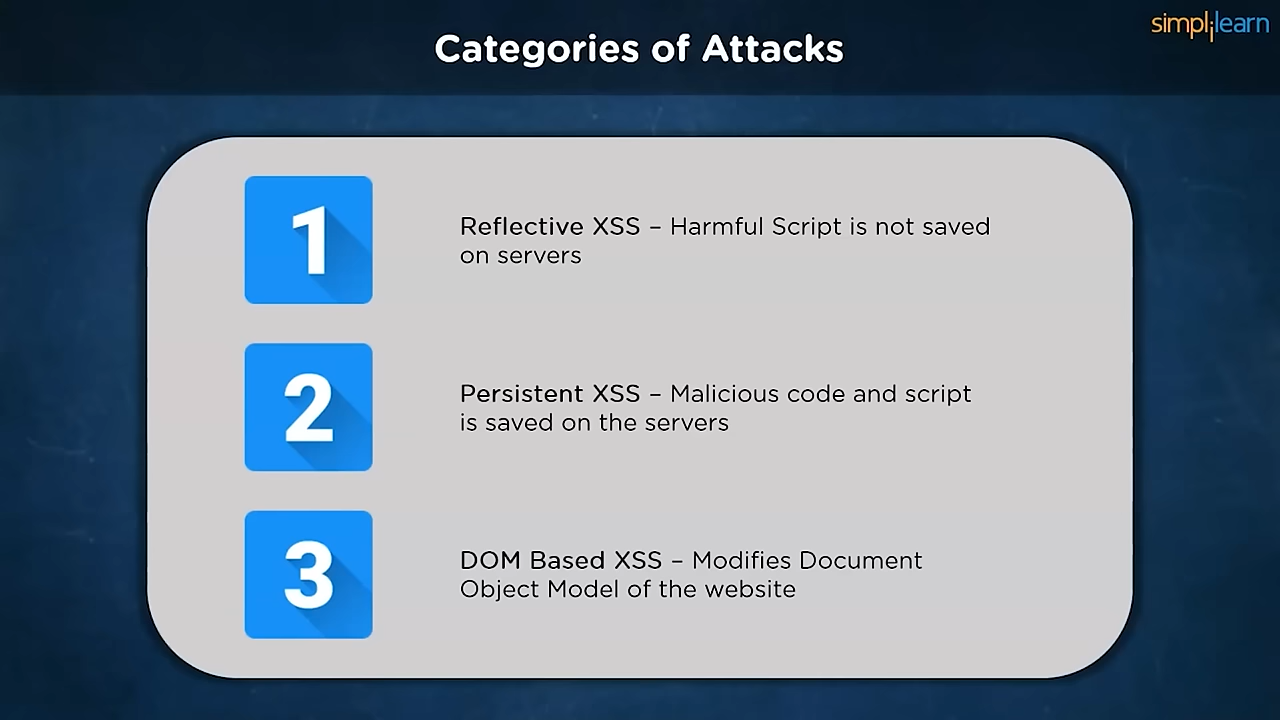 simplilearn
Categories of Attacks
1
Reflective XSS – Harmful Script is not saved
on servers
2
Persistent XSS – Malicious code and script
is saved on the servers
3
DOM Based XSS – Modifies Document
Object Model of the website